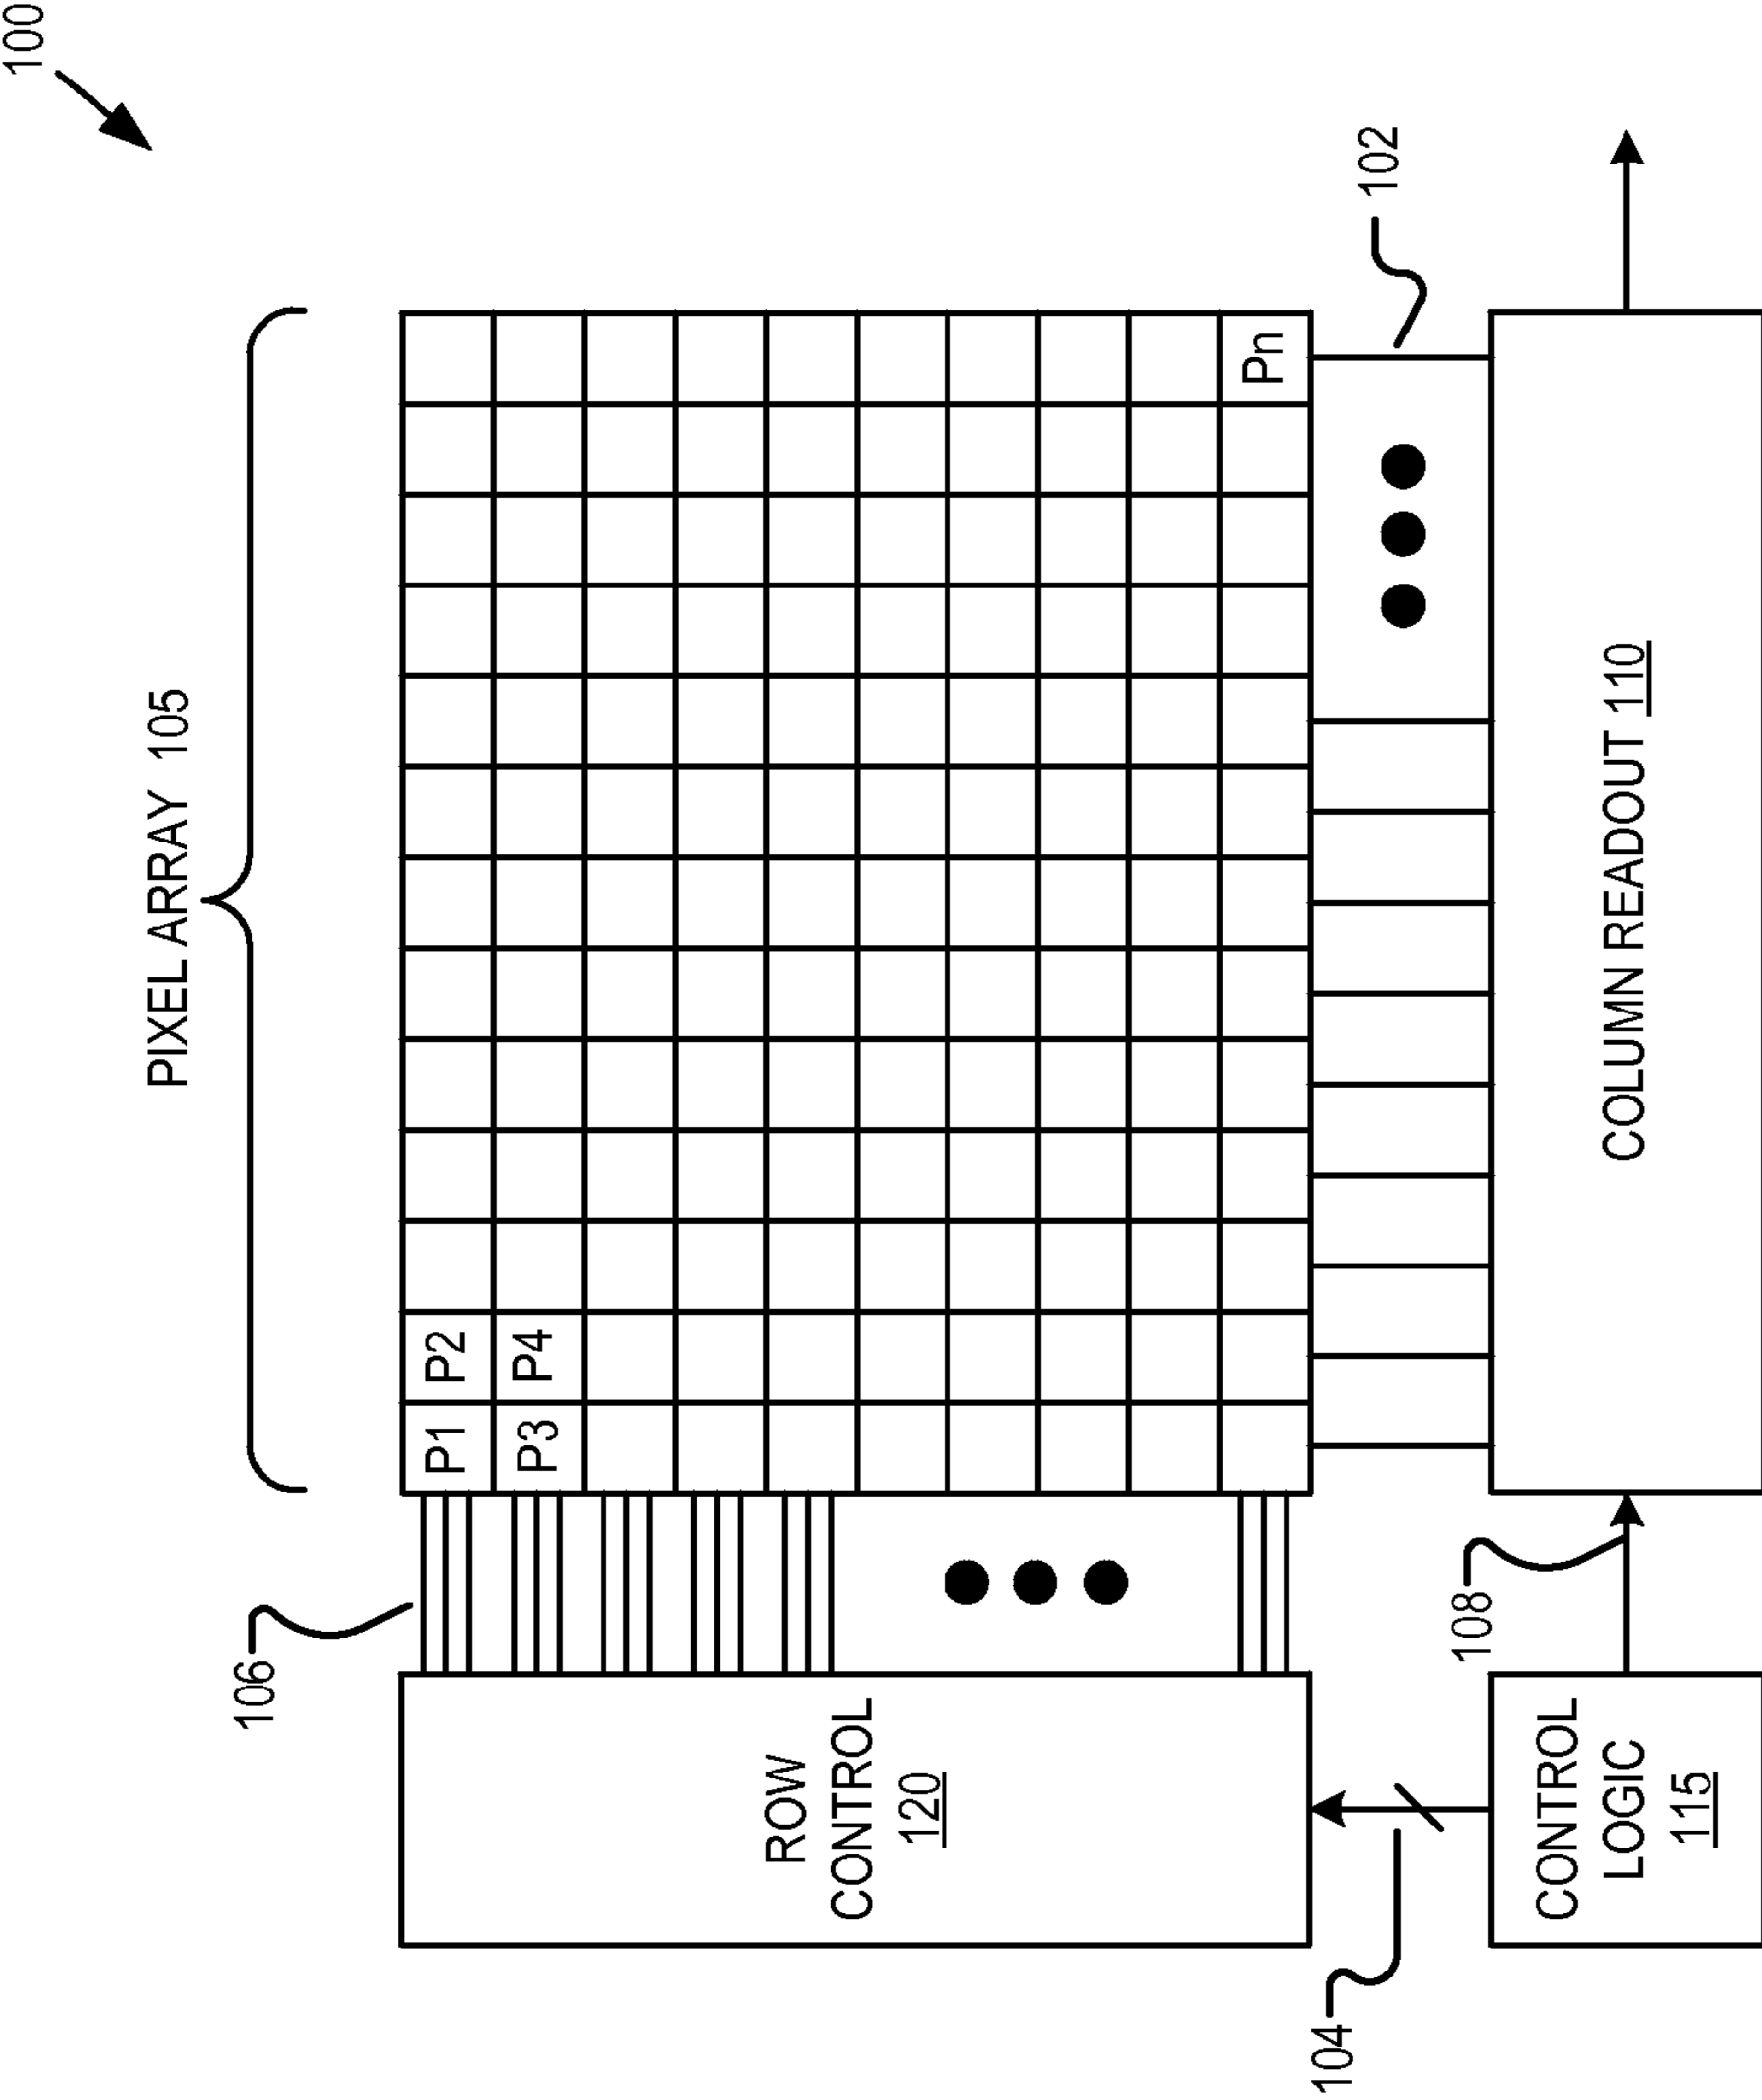 100
PIXEL ARRAY 105
106
P1 P2
P3 P4
ROW
CONTROL
120
Pn
104
102
108
CONTROL
LOGIC
115
COLUMN READOUT 110